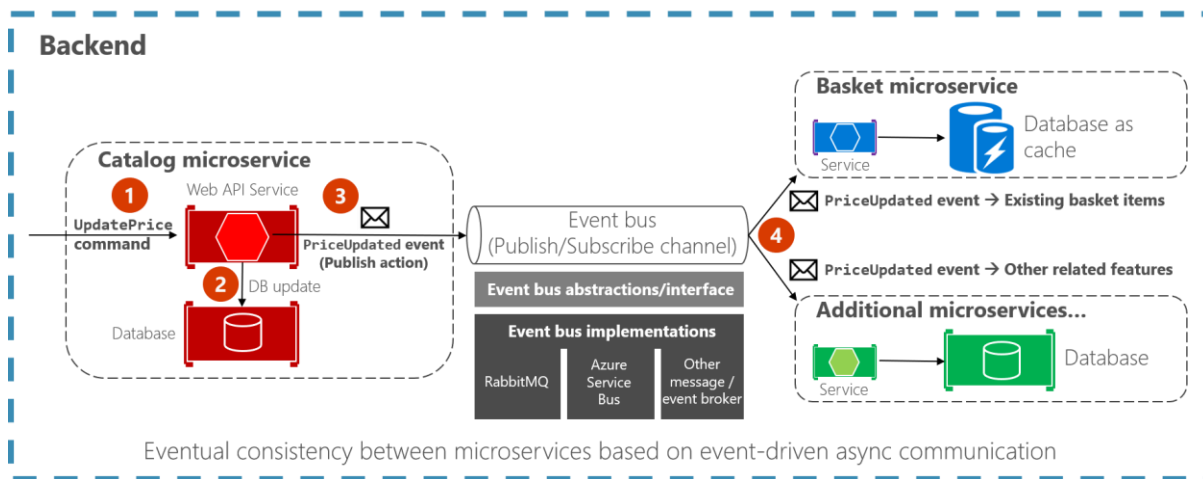 Backend
Catalog microservice
Web API Service
1
UpdatePrice
command
3
PriceUpdated event
(Publish action)
2
DB update
Database
Event bus
(Publish/Subscribe channel)
Event bus abstractions/interface
Event bus implementations
RabbitMQ
Azure
Service
Bus
Other
message /
event broker
4
Basket microservice
Service
Database as
cache
PriceUpdated event → Existing basket items
PriceUpdated event → Other related features
Additional microservices...
Service
Database
Eventual consistency between microservices based on event-driven async communication